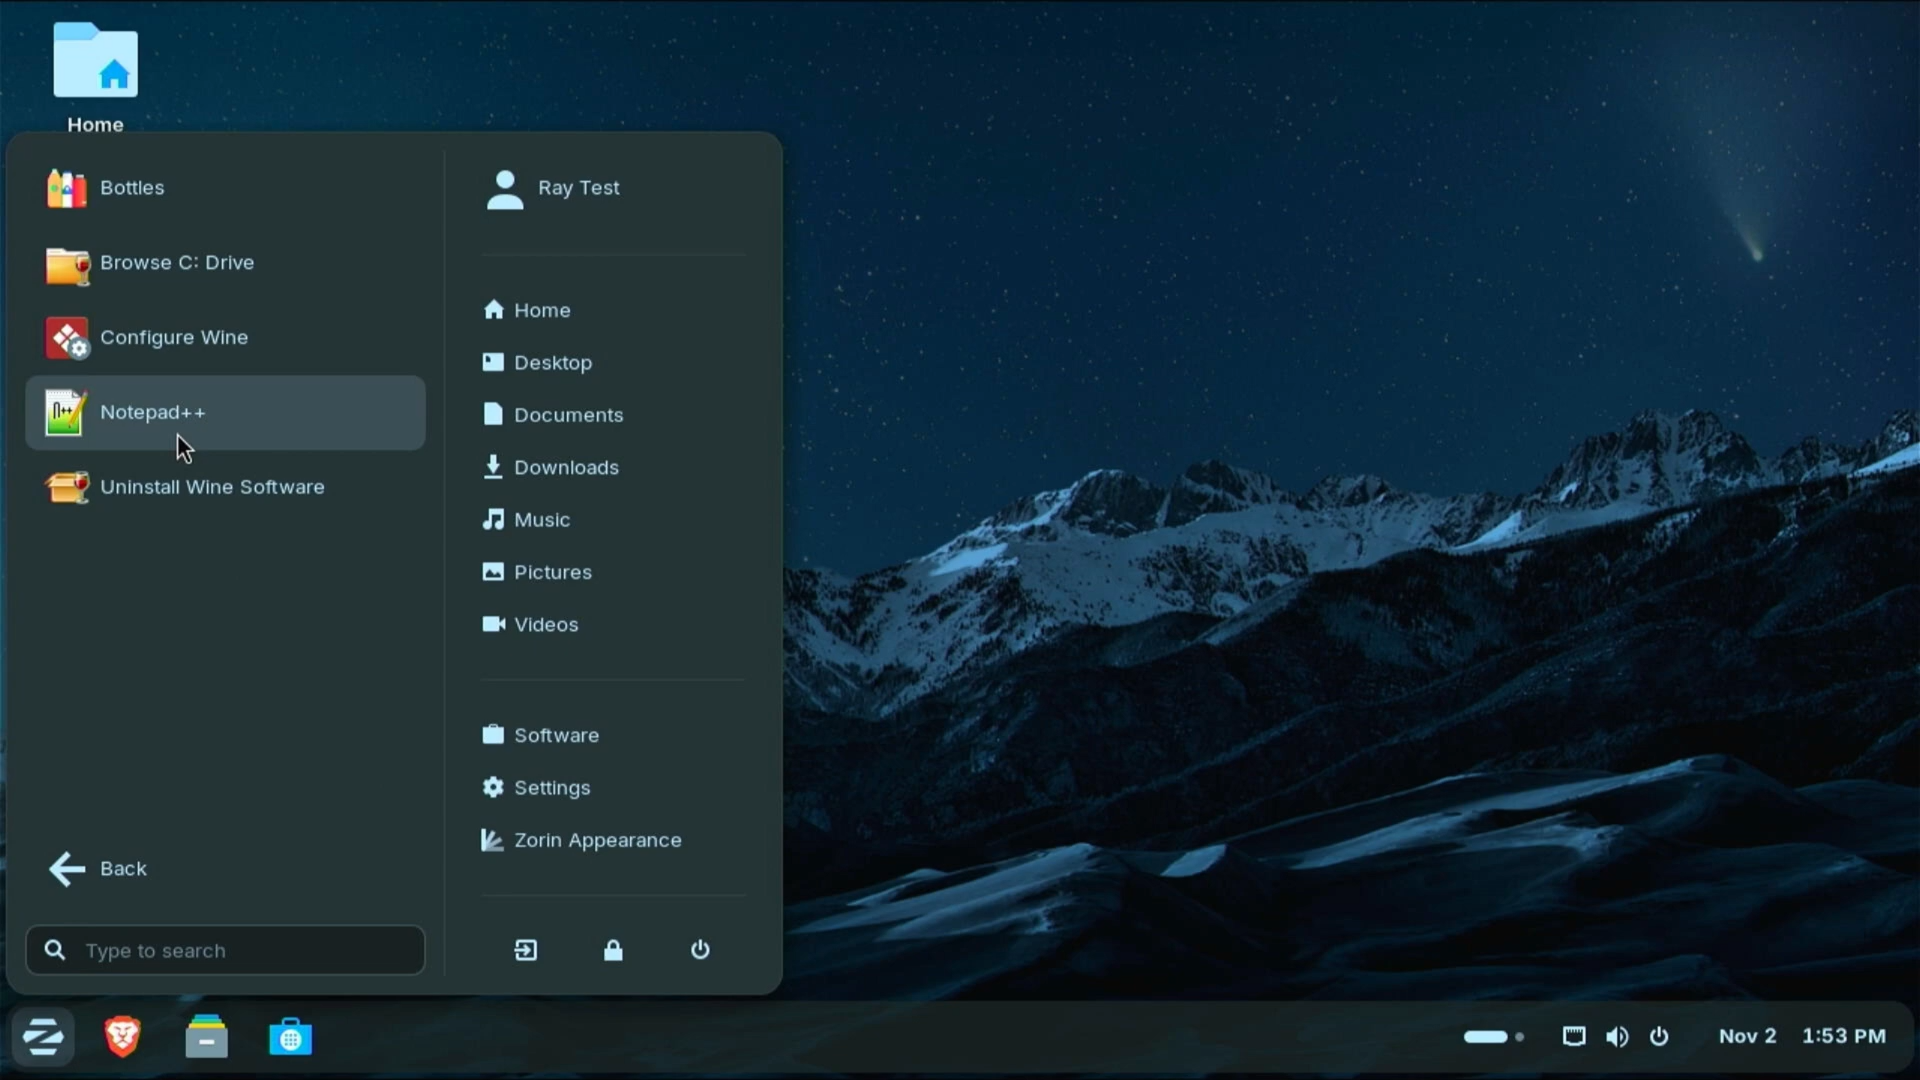 Home
Bottles
Browse C: Drive
Configure Wine
Notepad++
Uninstall Wine Software
Back
Type to search
Ray Test
Home
Desktop
Documents
Downloads
Music
Pictures
Videos
Software
Settings
Zorin Appearance
Nov 2 1:53 PM